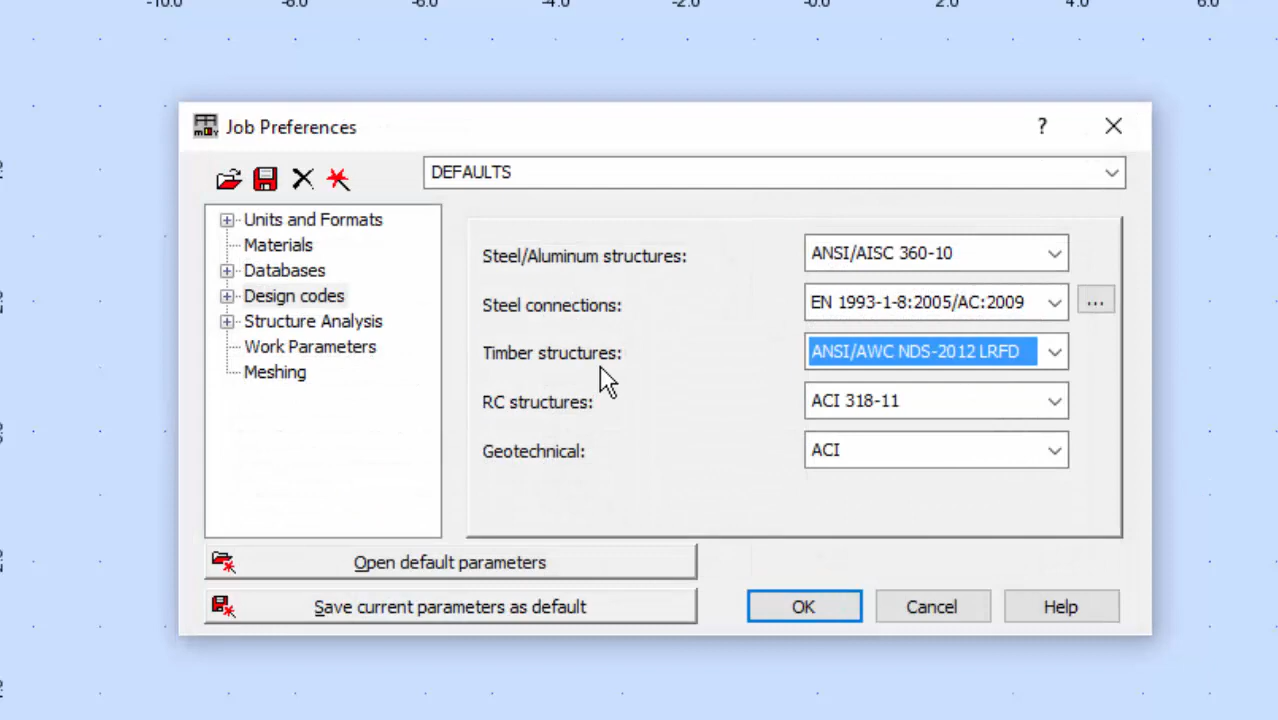 -10.0 -8.0 -6.0 -4.0 -2.0 -0.0 2.0 4.0 6.0
Job Preferences ?
DEFAULTS
Units and Formats
Materials
Databases
Design codes
Structure Analysis
Work Parameters
Meshing
Steel/Aluminum structures: ANSI/AISC 360-10
Steel connections: EN 1993-1-8:2005/AC:2009 ...
Timber structures: ANSI/AWC NDS-2012 LRFD
RC structures: ACI 318-11
Geotechnical: ACI
Open default parameters
Save current parameters as default
OK Cancel Help